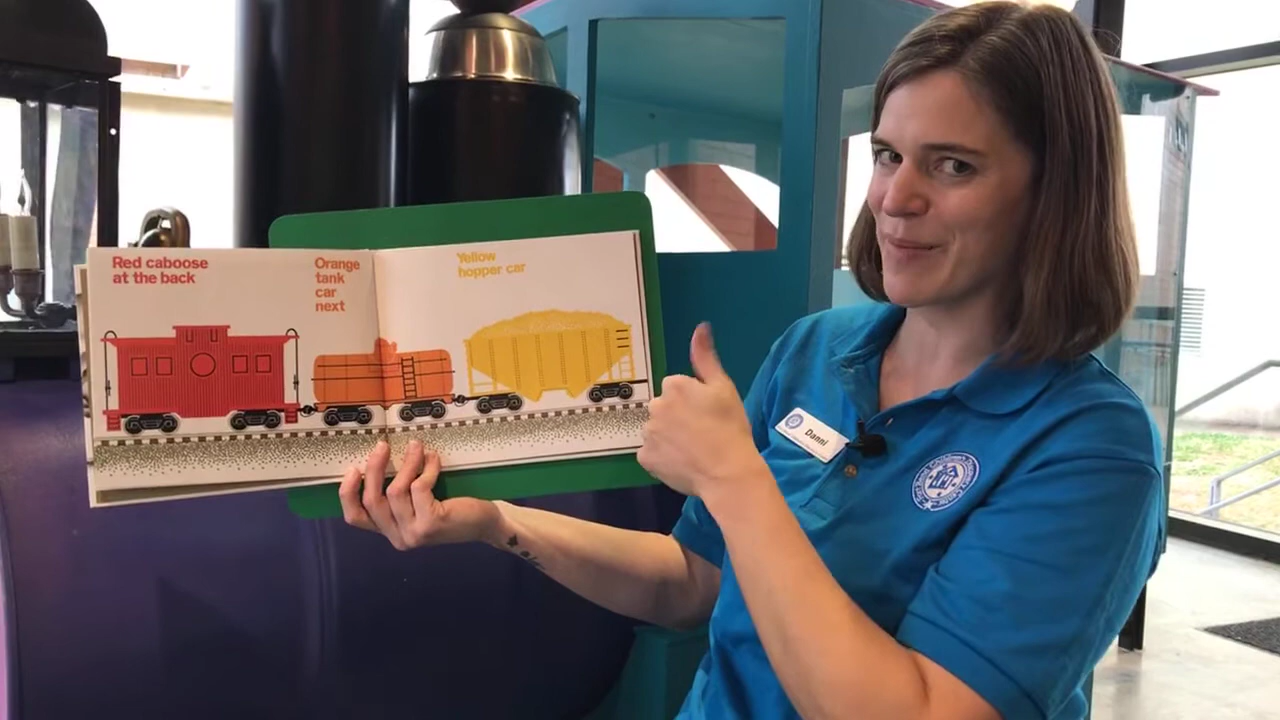 Red caboose
at the back
Orange
tank
car
next
Yellow
hopper car
Danni